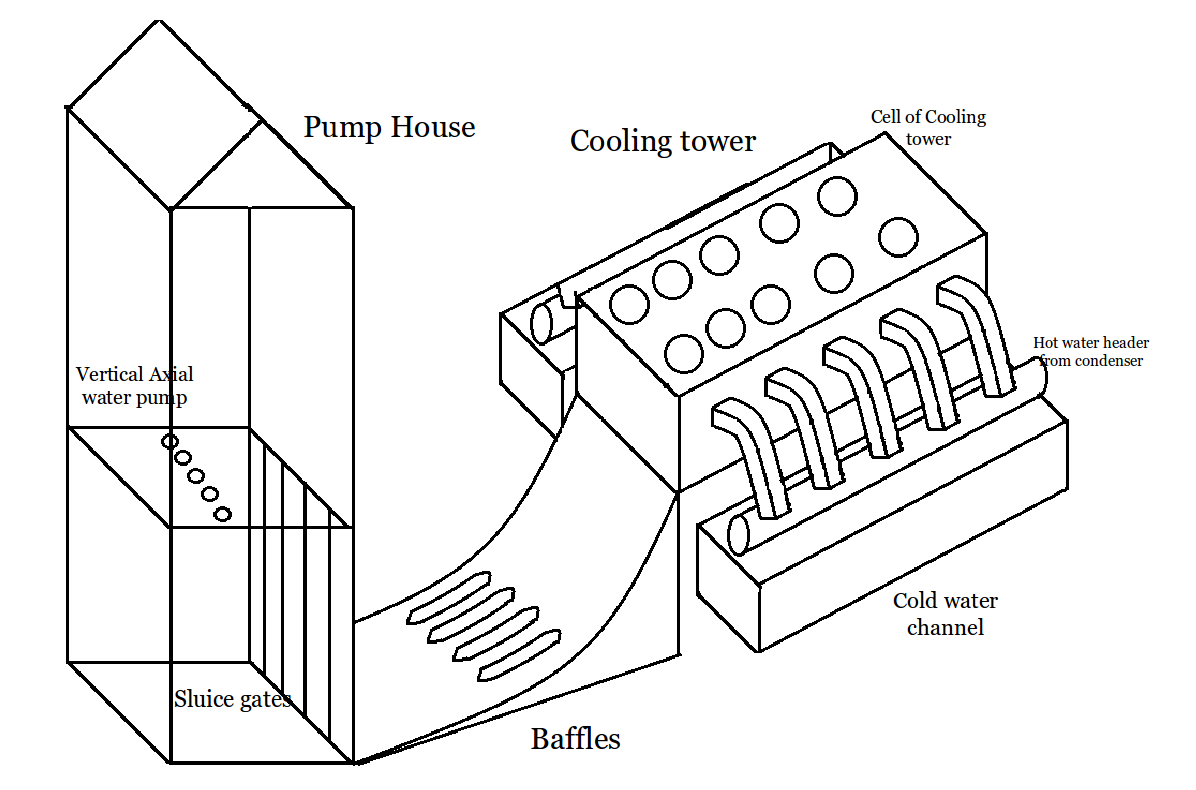 Pump House
Cooling tower
Cell of Cooling
tower
Vertical Axial
water pump
Hot water header
from condenser
Cold water
channel
Sluice gates
Baffles